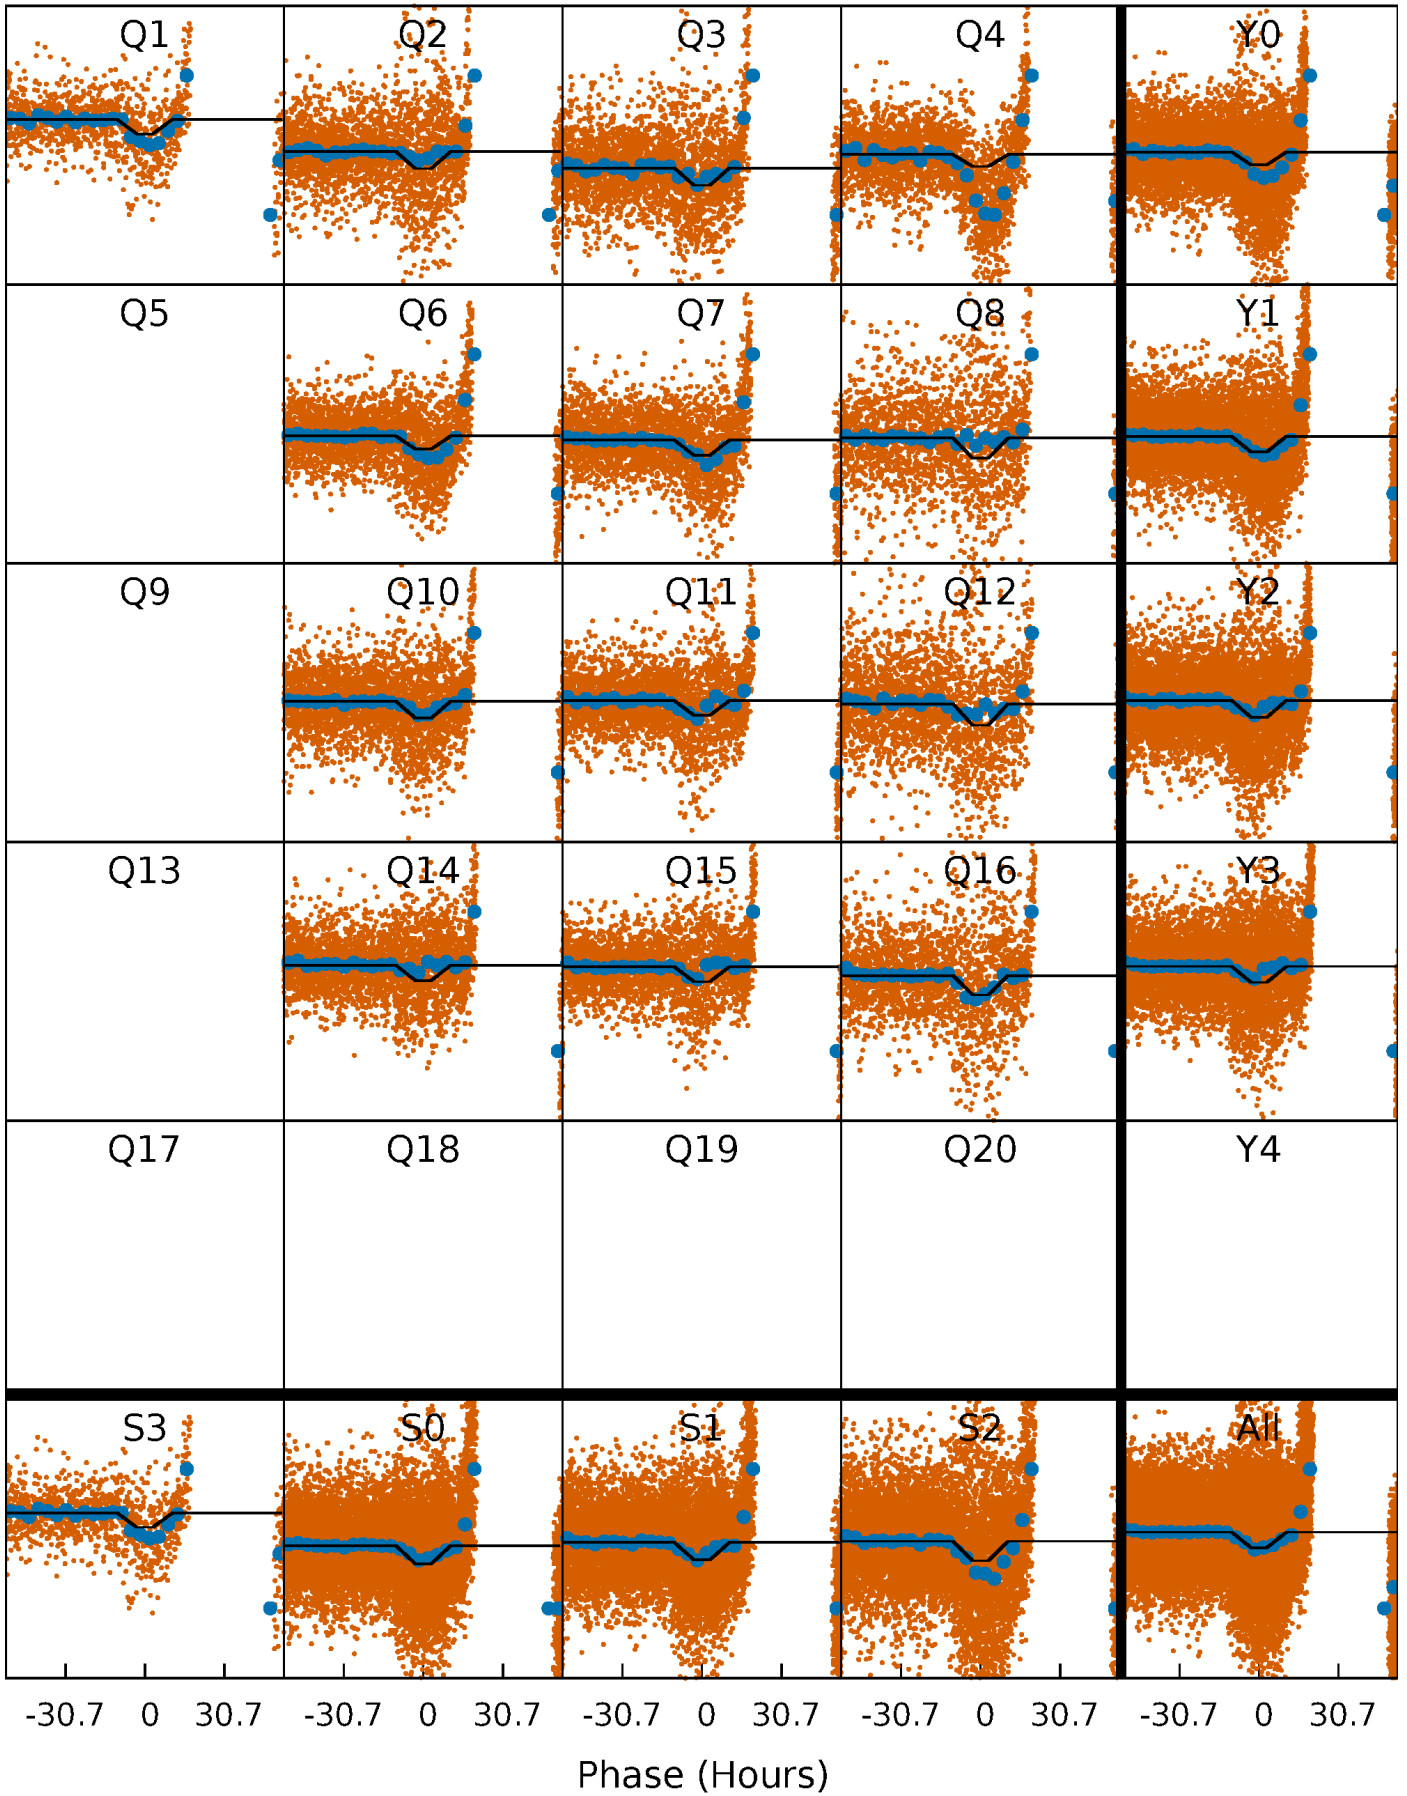 Q1 Q2 Q3 Q4 Y0
Q5 Q6 Q7 Q8 Y1
Q9 Q10 Q11 Q12 Y2
Q13 Q14 Q15 Q16 Y3
Q17 Q18 Q19 Q20 Y4
S3 S0 S1 S2 All
-30.7 0 30.7 -30.7 0 30.7 -30.7 0 30.7 -30.7 0 30.7 -30.7 0 30.7
Phase (Hours)